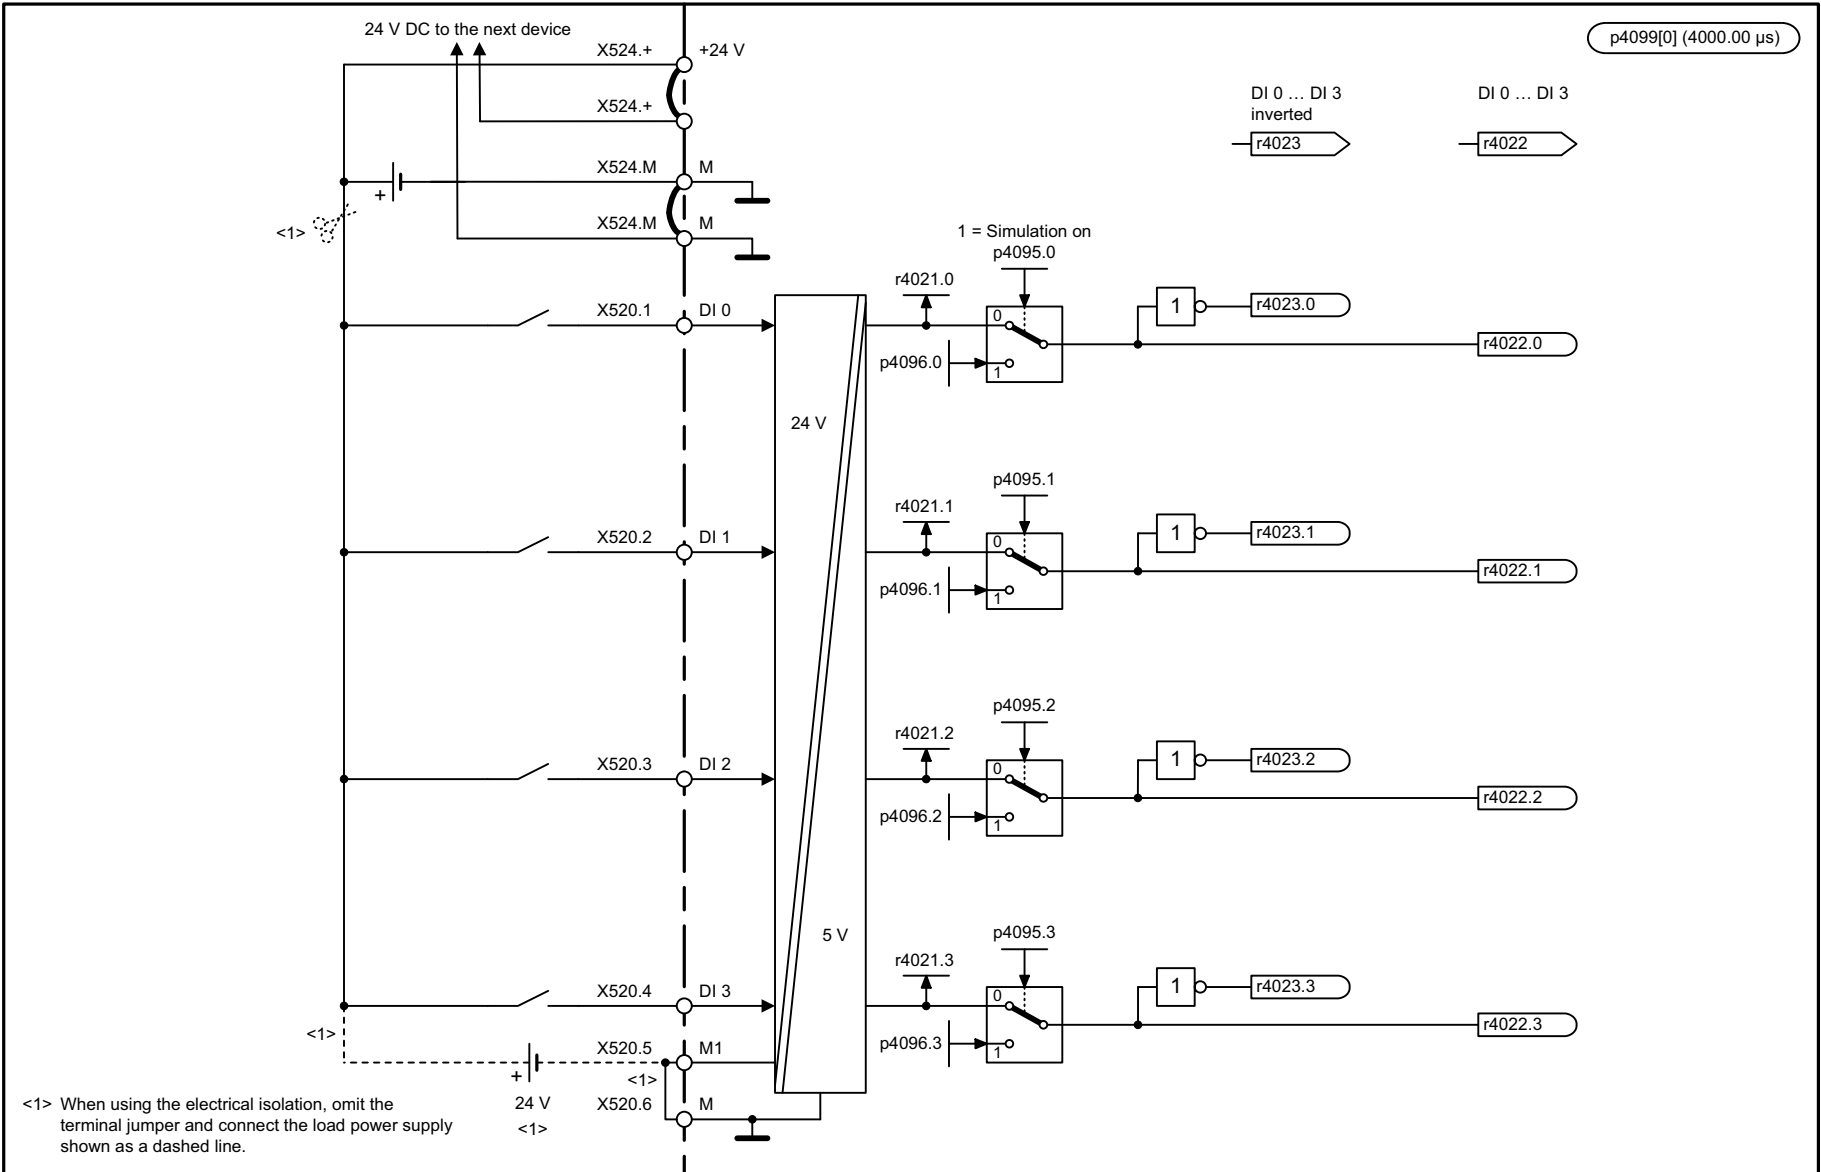 24 V DC to the next device
X524.+
+24 V
p4099[0] (4000.00 µs)
X524.+
DI 0 … DI 3
inverted
DI 0 … DI 3
r4023
r4022
X524.M
M
+
<1>
X524.M
M
1 = Simulation on
p4095.0
r4021.0
X520.1
DI 0
0
1
r4023.0
r4022.0
p4096.0
1
24 V
p4095.1
r4021.1
X520.2
DI 1
0
1
r4023.1
r4022.1
p4096.1
1
p4095.2
r4021.2
X520.3
DI 2
0
1
r4023.2
r4022.2
p4096.2
1
5 V
p4095.3
r4021.3
X520.4
DI 3
0
1
r4023.3
r4022.3
p4096.3
1
<1>
X520.5
M1
+
<1>
24 V
<1>
X520.6
M
<1> When using the electrical isolation, omit the
terminal jumper and connect the load power supply
shown as a dashed line.